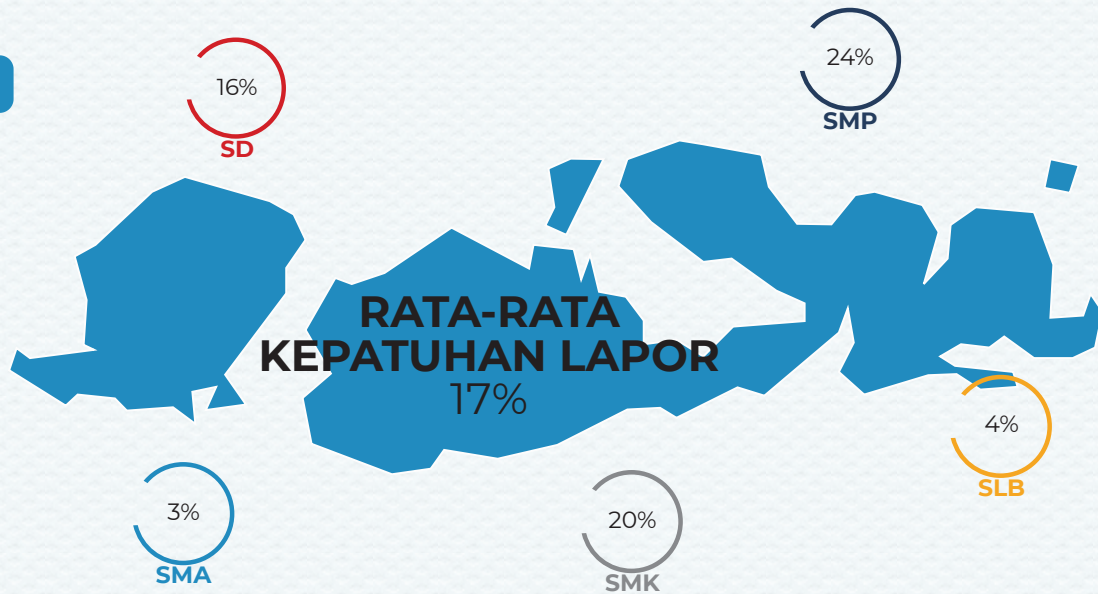 24%
SMP
16%
SD
RATA-RATA
KEPATUHAN LAPOR
17%
4%
SLB
3%
SMA
20%
SMK